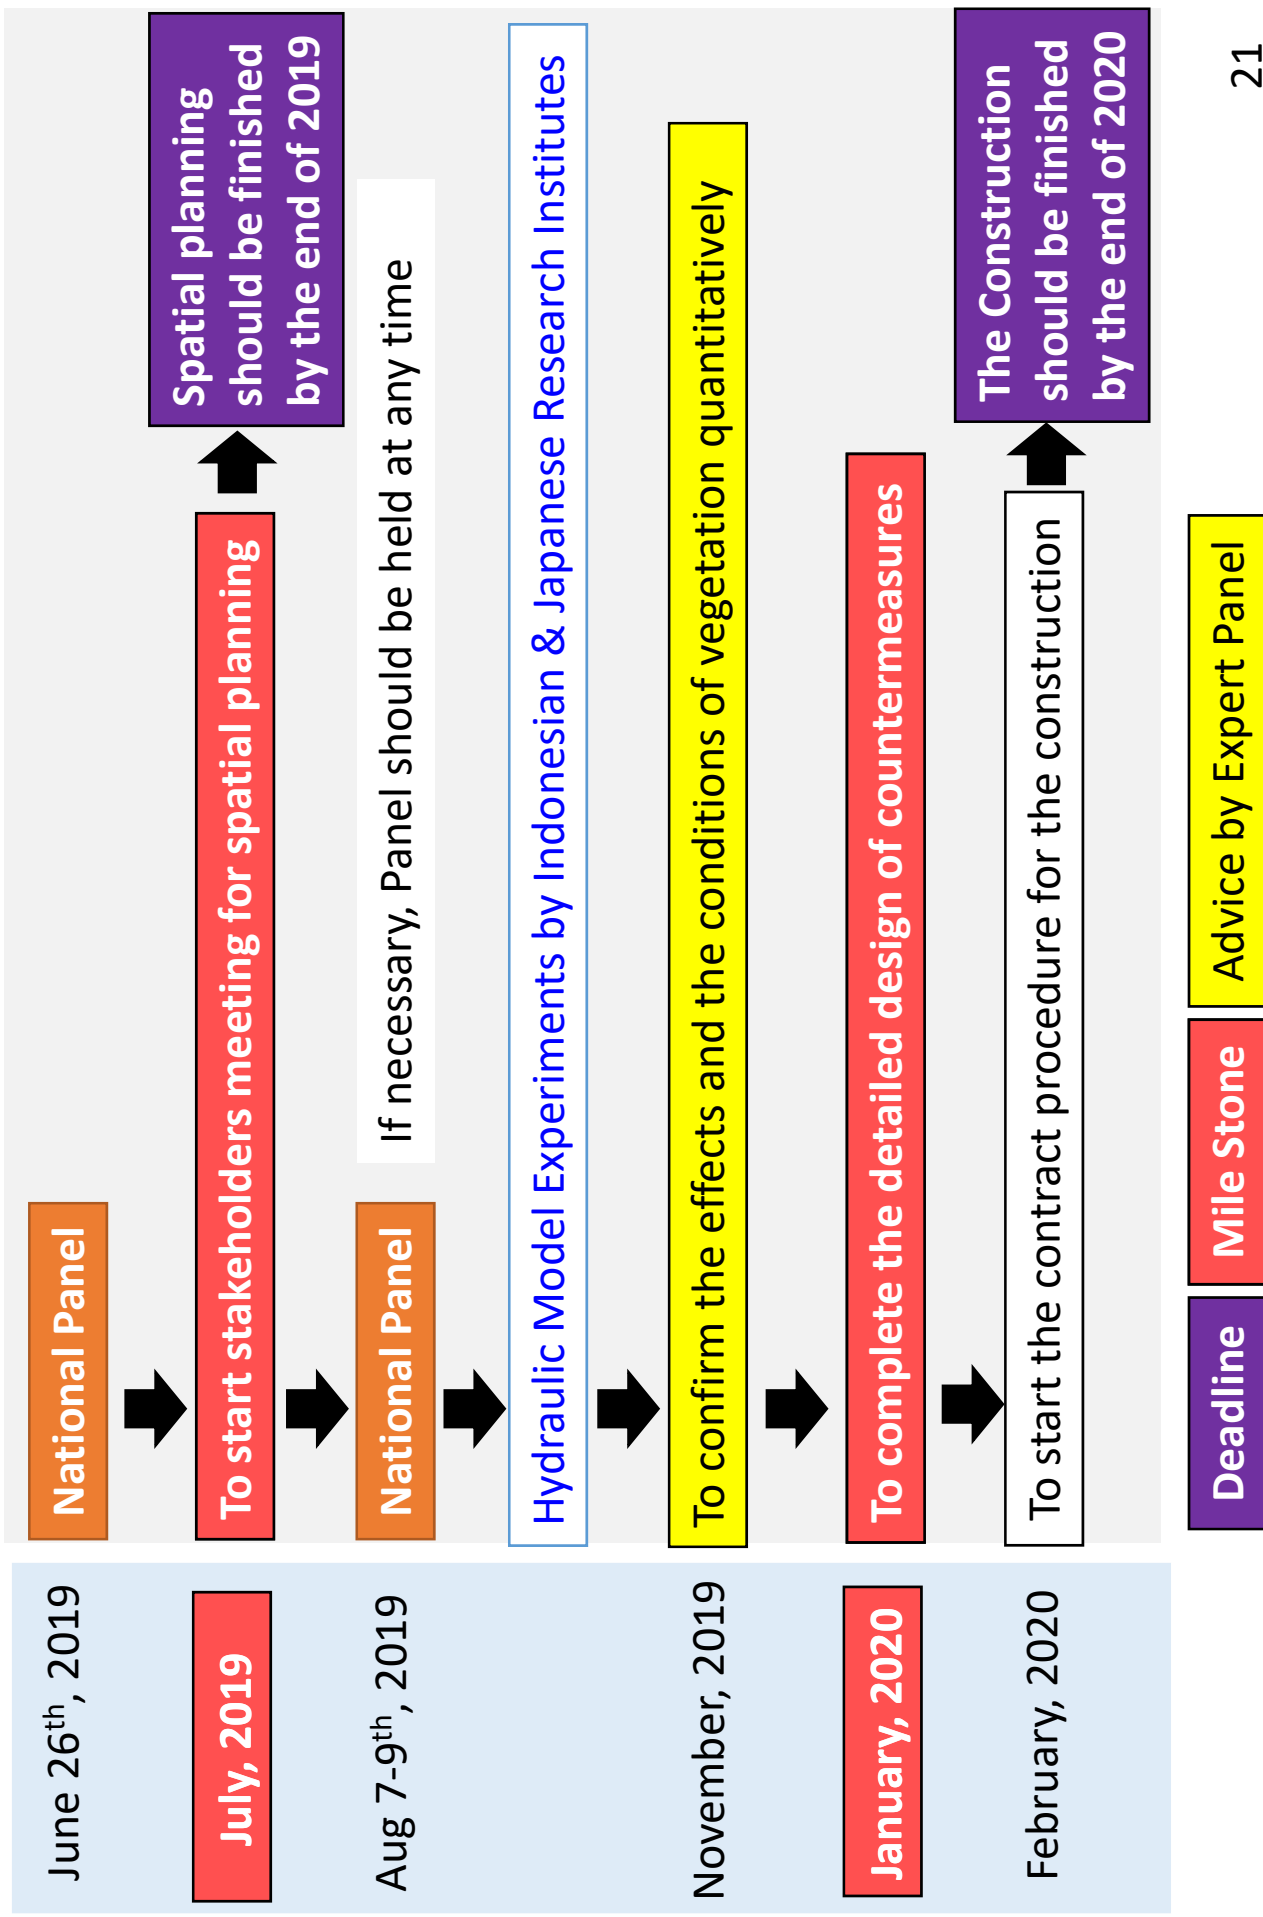 June 26th, 2019
National Panel
July, 2019
To start stakeholders meeting for spatial planning
Spatial planning
should be finished
by the end of 2019
Aug 7-9th, 2019
National Panel
If necessary, Panel should be held at any time
Hydraulic Model Experiments by Indonesian & Japanese Research Institutes
November, 2019
To confirm the effects and the conditions of vegetation quantitatively
January, 2020
To complete the detailed design of countermeasures
February, 2020
To start the contract procedure for the construction
The Construction
should be finished
by the end of 2020
Deadline
Mile Stone
Advice by Expert Panel
21